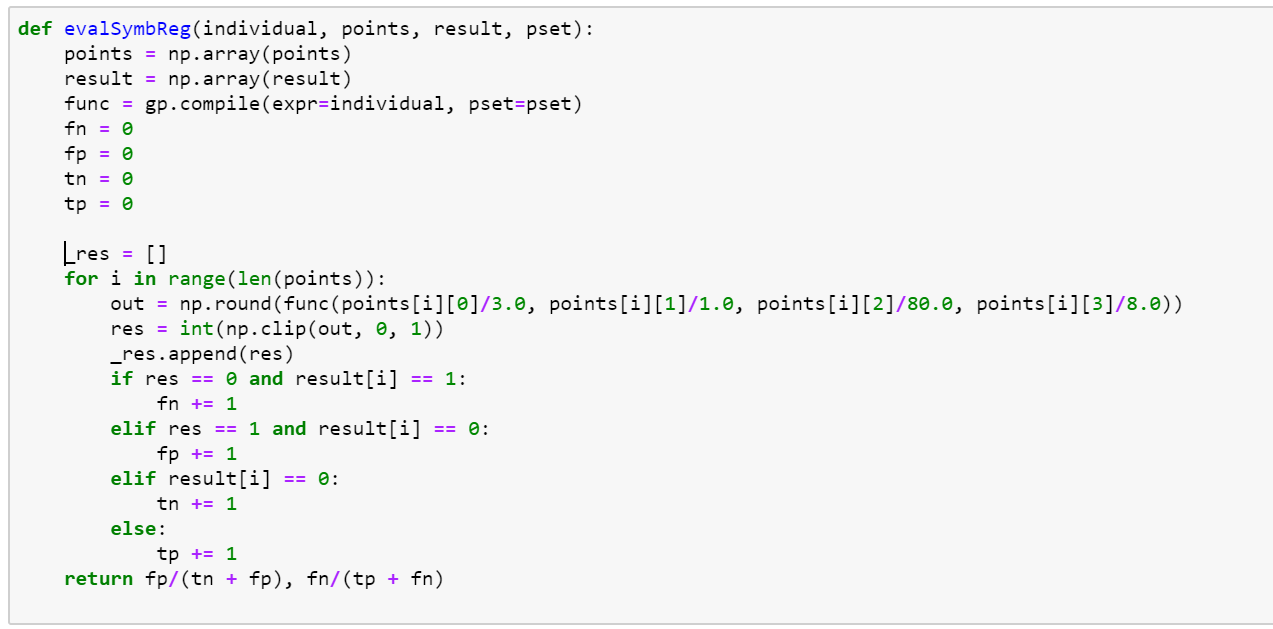 def evalSymbReg(individual, points, result, pset):
    points = np.array(points)
    result = np.array(result)
    func = gp.compile(expr=individual, pset=pset)
    fn = 0
    fp = 0
    tn = 0
    tp = 0

    _res = []
    for i in range(len(points)):
        out = np.round(func(points[i][0]/3.0, points[i][1]/1.0, points[i][2]/80.0, points[i][3]/8.0))
        res = int(np.clip(out, 0, 1))
        _res.append(res)
        if res == 0 and result[i] == 1:
            fn += 1
        elif res == 1 and result[i] == 0:
            fp += 1
        elif result[i] == 0:
            tn += 1
        else:
            tp += 1
    return fp/(tn + fp), fn/(tp + fn)